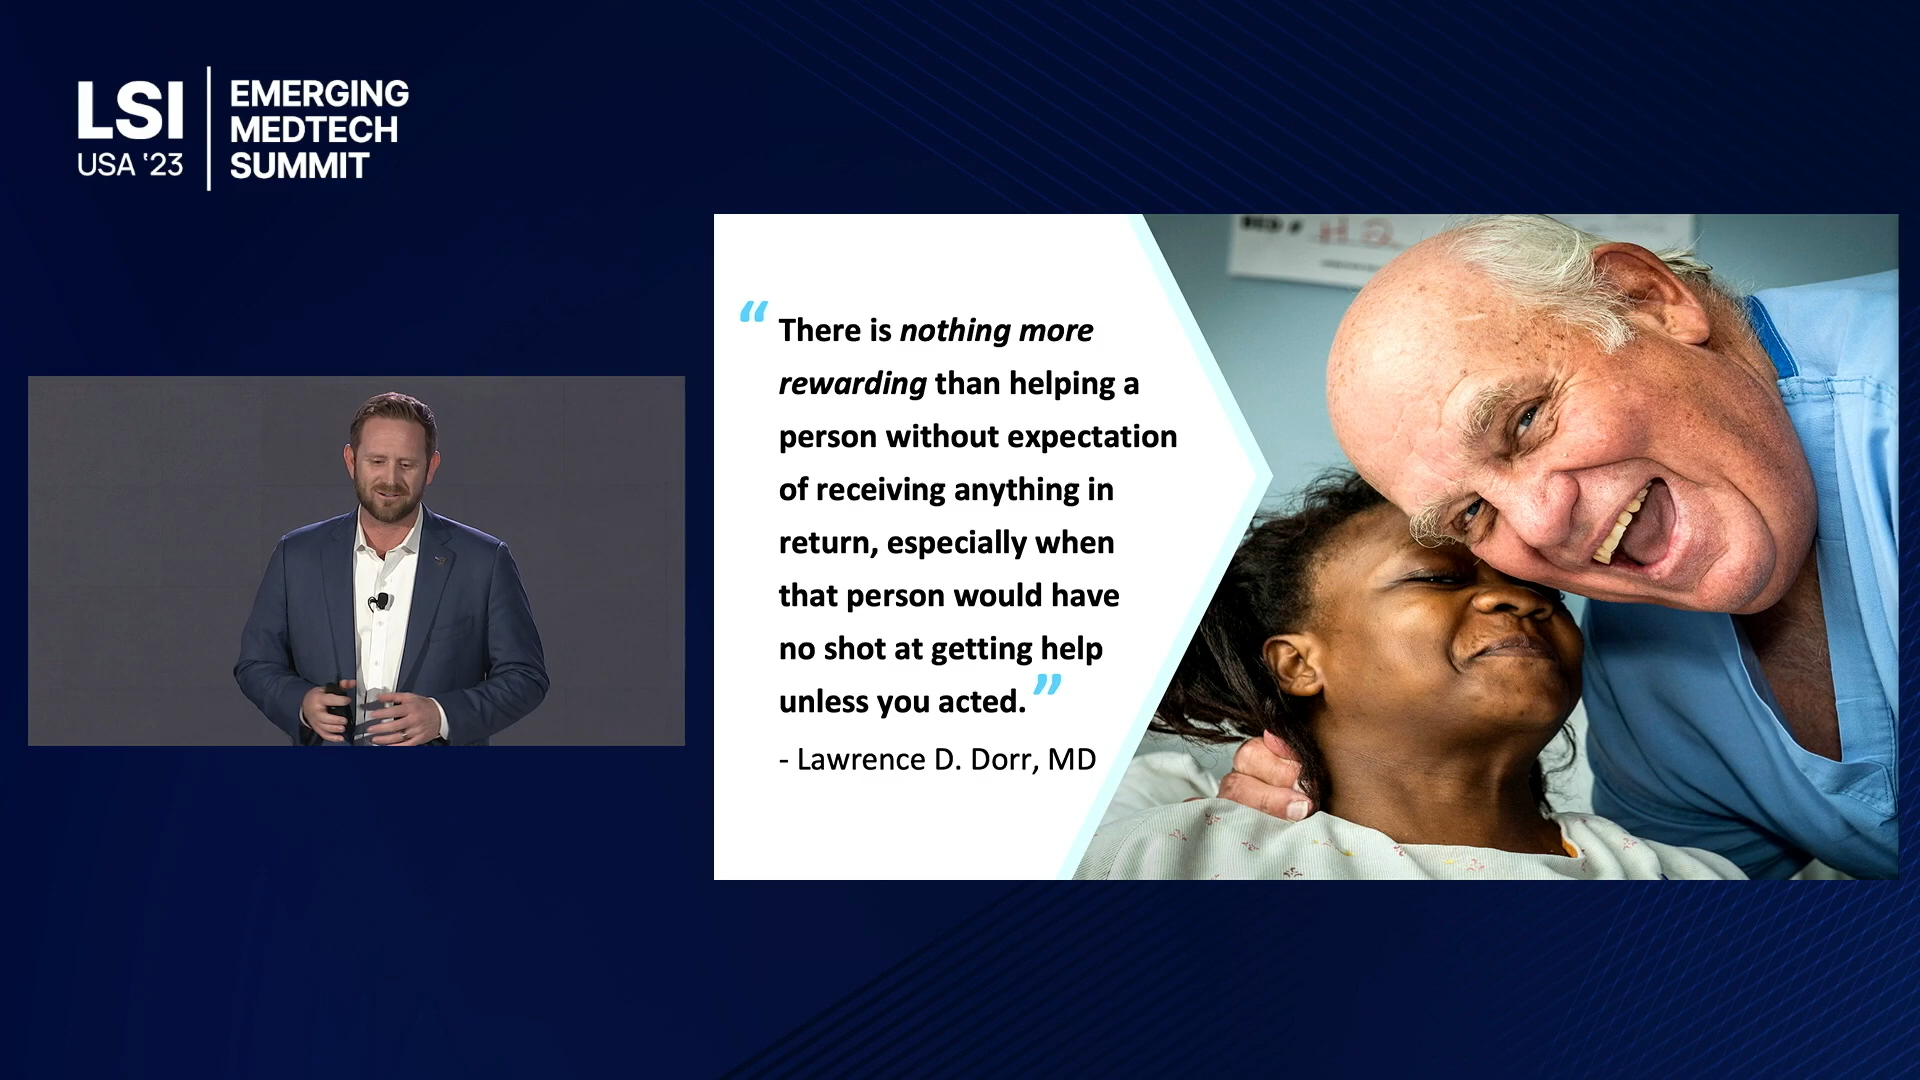 LSI
USA '23
EMERGING
MEDTECH
SUMMIT
BED # H2
“ There is nothing more
rewarding than helping a
person without expectation
of receiving anything in
return, especially when
that person would have
no shot at getting help
unless you acted. ”
- Lawrence D. Dorr, MD